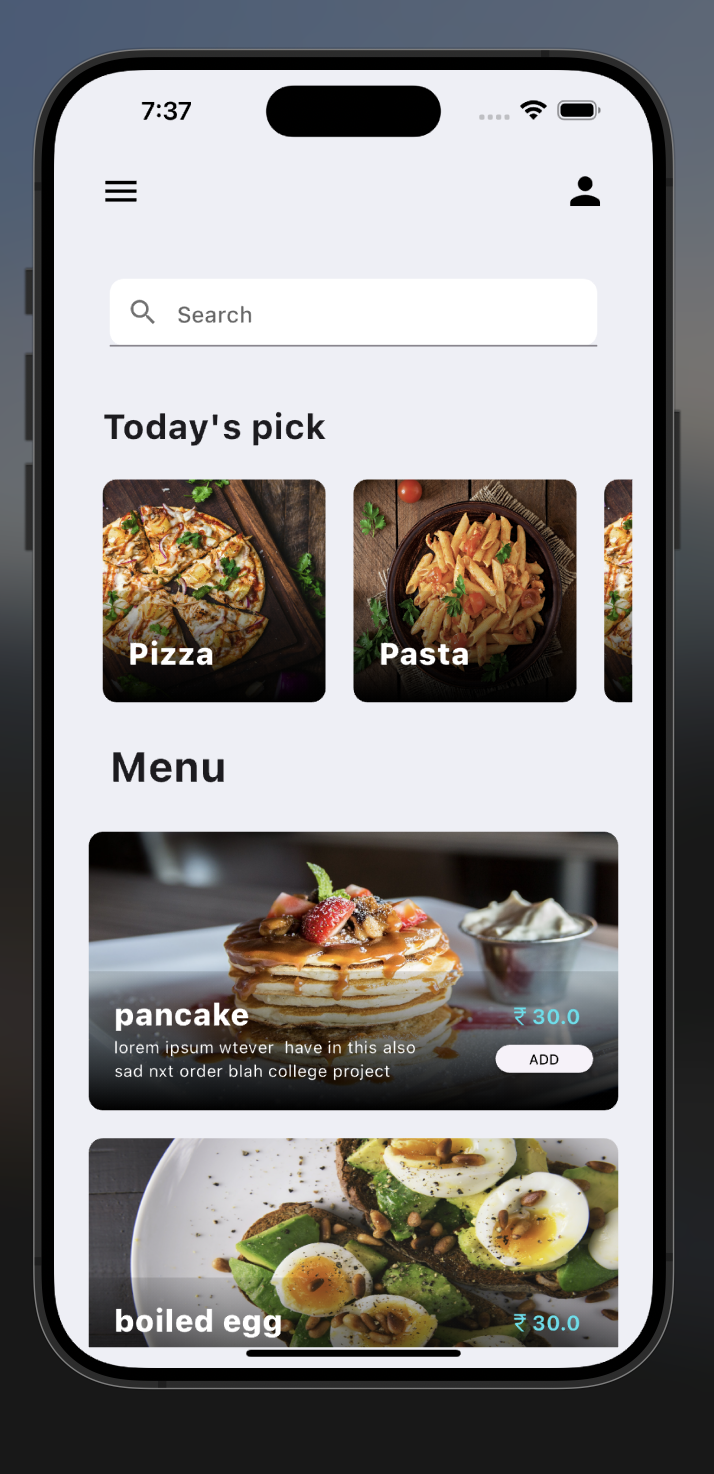 7:37
Search
Today's pick
Pizza
Pasta
Menu
pancake
₹ 30.0
lorem ipsum wtever  have in this also
sad nxt order blah college project
ADD
boiled egg
₹ 30.0